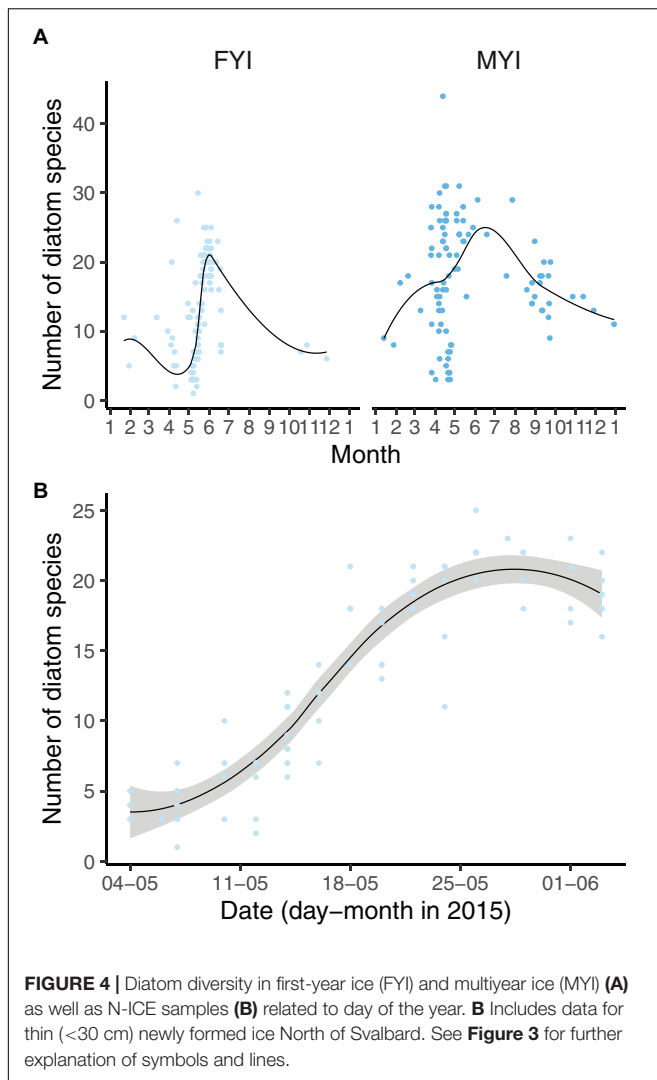 A
FYI MYI
Number of diatom species
40
30
20
10
0
1 2 3 4 5 6 7 8 9 10 11 12 1 1 2 3 4 5 6 7 8 9 10 11 12 1
Month
B
Number of diatom species
25
20
15
10
5
0
04–05 11–05 18–05 25–05 01–06
Date (day–month in 2015)
FIGURE 4 | Diatom diversity in first-year ice (FYI) and multiyear ice (MYI) (A)
as well as N-ICE samples (B) related to day of the year. B Includes data for
thin (<30 cm) newly formed ice North of Svalbard. See Figure 3 for further
explanation of symbols and lines.